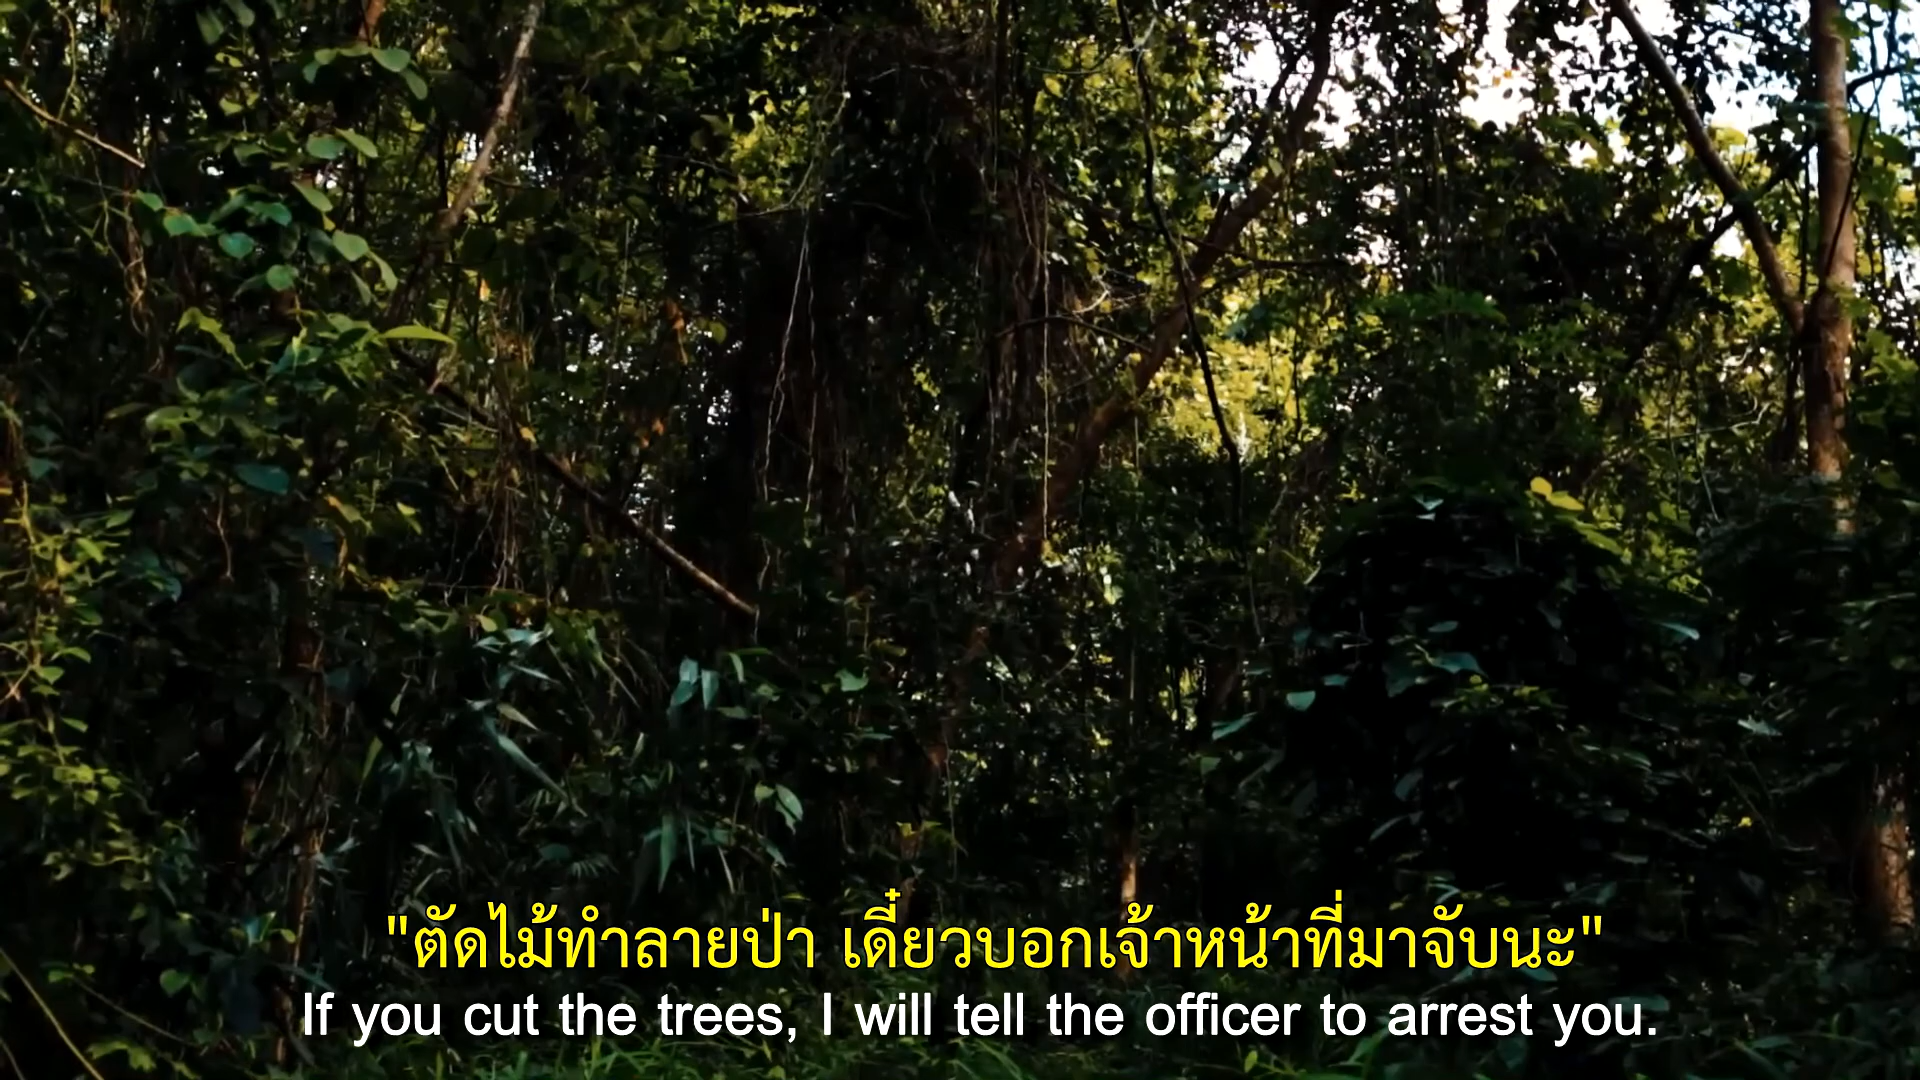 "ตัดไม้ทำลายป่า เดี๋ยวบอกเจ้าหน้าที่มาจับนะ"
If you cut the trees, I will tell the officer to arrest you.